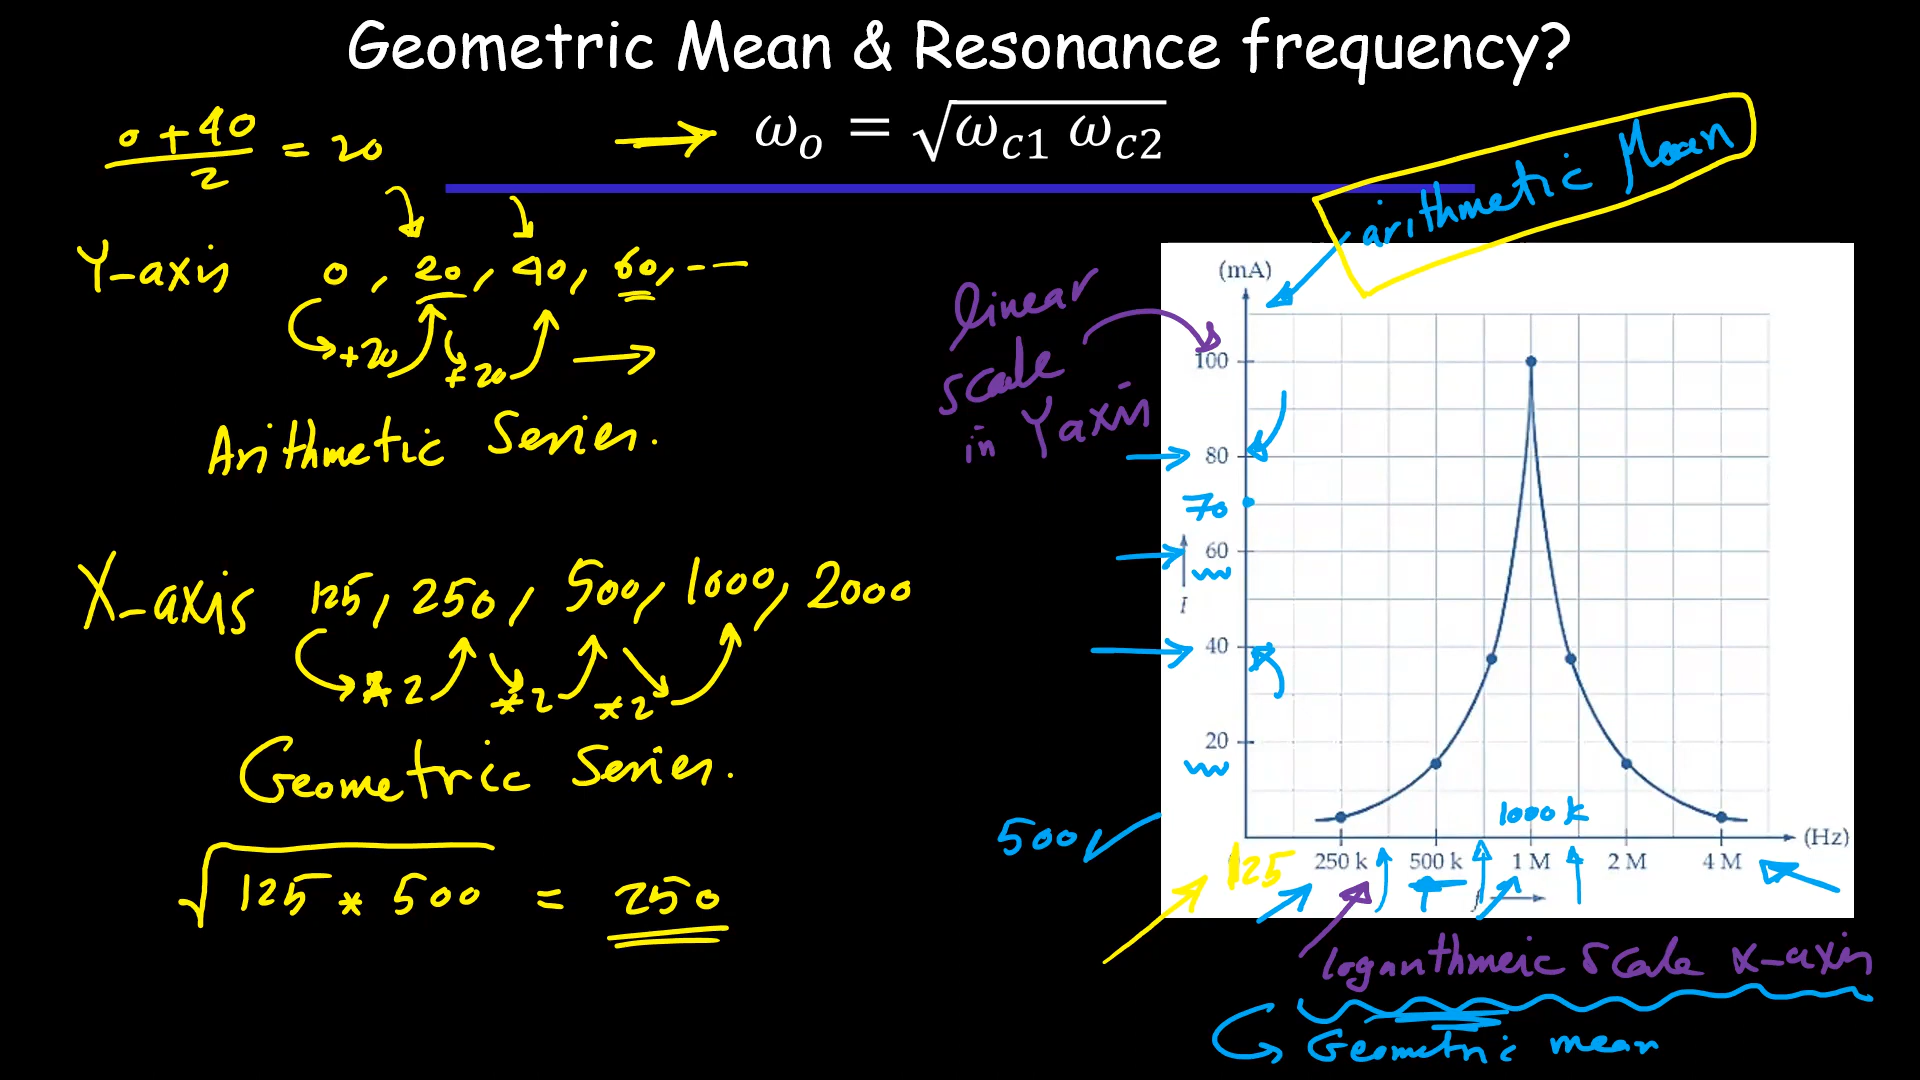 Geometric Mean & Resonance frequency?
0 + 40 / 2 = 20
→ ω₀ = √ω_c1 ω_c2
arithmetic Mean
Y-axis 0, 20, 40, 60, ---
+20 +20
Arithmetic Series.
linear scale in Y axis
(mA)
100
80
70
60
I
40
20
X-axis 125, 250, 500, 1000, 2000
*2 *2 *2
Geometric Series.
√125 * 500 = 250
500
1000 k
(Hz)
125 250 k 500 k 1 M 2 M 4 M
f
logarithmeic scale x-axis
Geometric mean